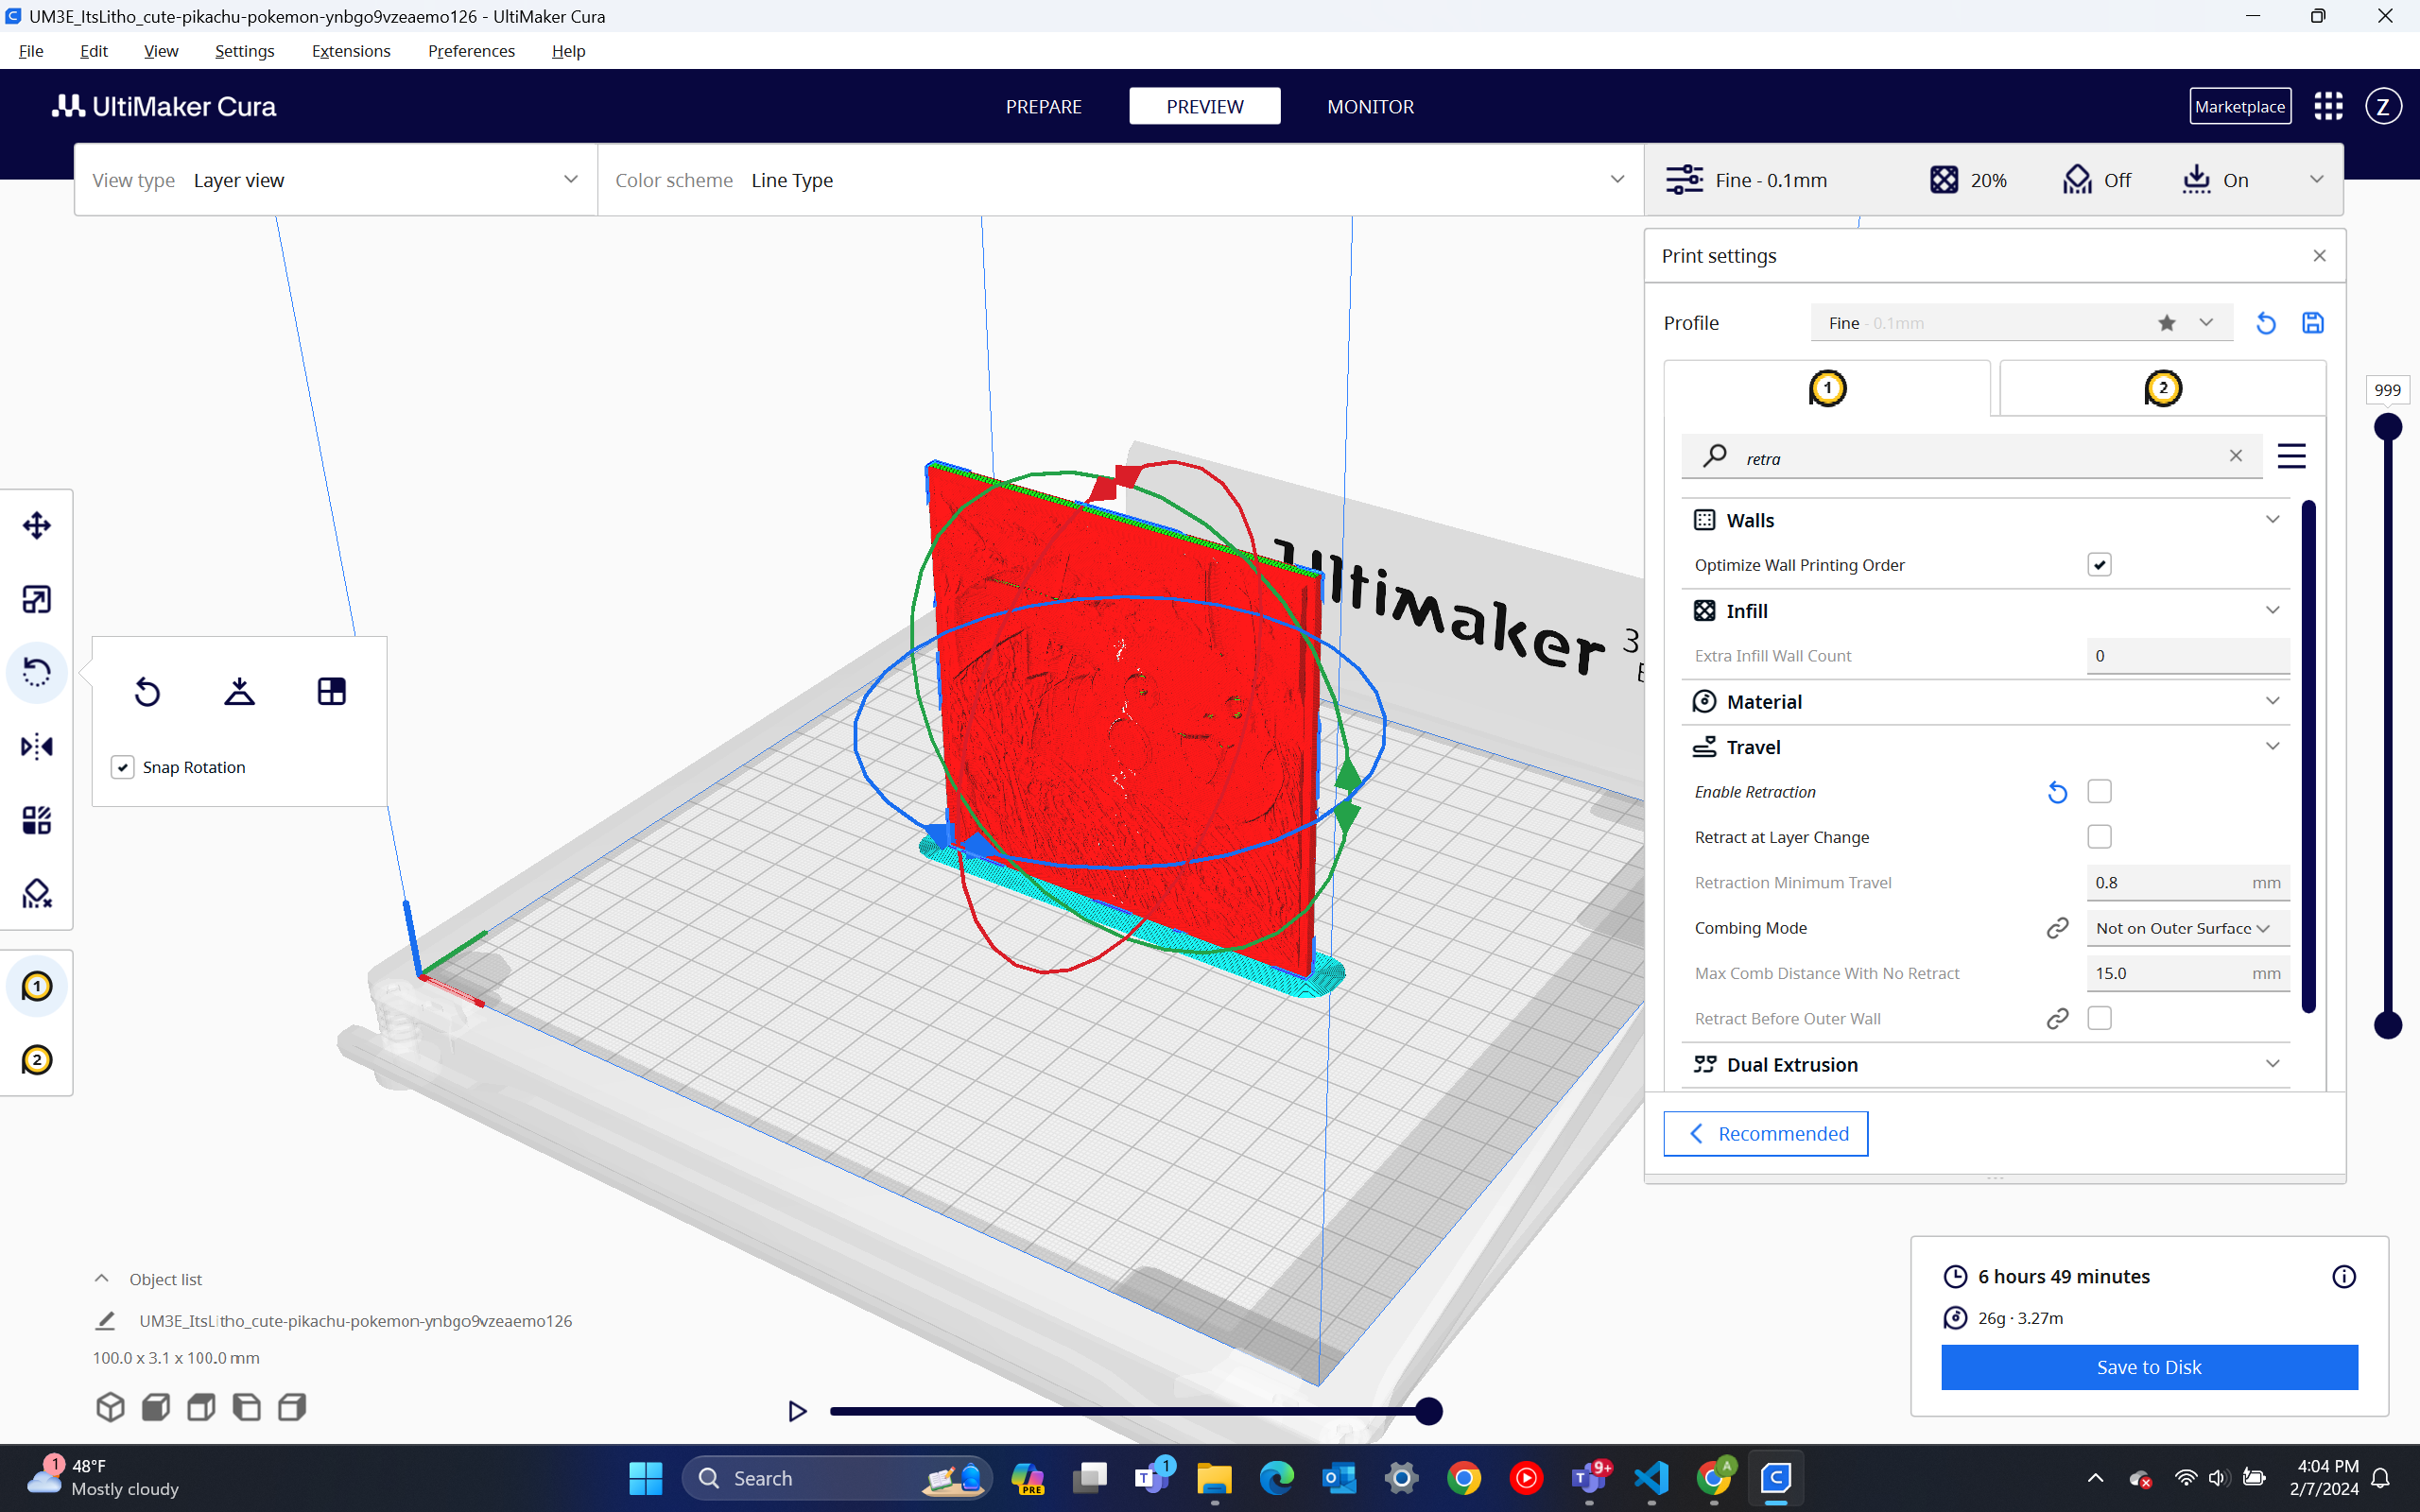 UM3E_ItsLitho_cute-pikachu-pokemon-ynbgo9vzeaemo126 - UltiMaker Cura
File Edit View Settings Extensions Preferences Help
UltiMaker Cura
PREPARE PREVIEW MONITOR
Marketplace
Z
View type Layer view
Color scheme Line Type
Fine - 0.1mm 20% Off On
Print settings
Profile Fine - 0.1mm
1 2
999
retra
Walls
Optimize Wall Printing Order
Infill
Extra Infill Wall Count 0
Material
Travel
Enable Retraction
Retract at Layer Change
Retraction Minimum Travel 0.8 mm
Combing Mode Not on Outer Surface
Max Comb Distance With No Retract 15.0 mm
Retract Before Outer Wall
Dual Extrusion
Recommended
Ultimaker 3
E
Snap Rotation
1
2
Object list
UM3E_ItsLitho_cute-pikachu-pokemon-ynbgo9vzeaemo126
100.0 x 3.1 x 100.0 mm
6 hours 49 minutes
26g · 3.27m
Save to Disk
1
48°F
Mostly cloudy
Search
PRE
1
9+
A
4:04 PM
2/7/2024